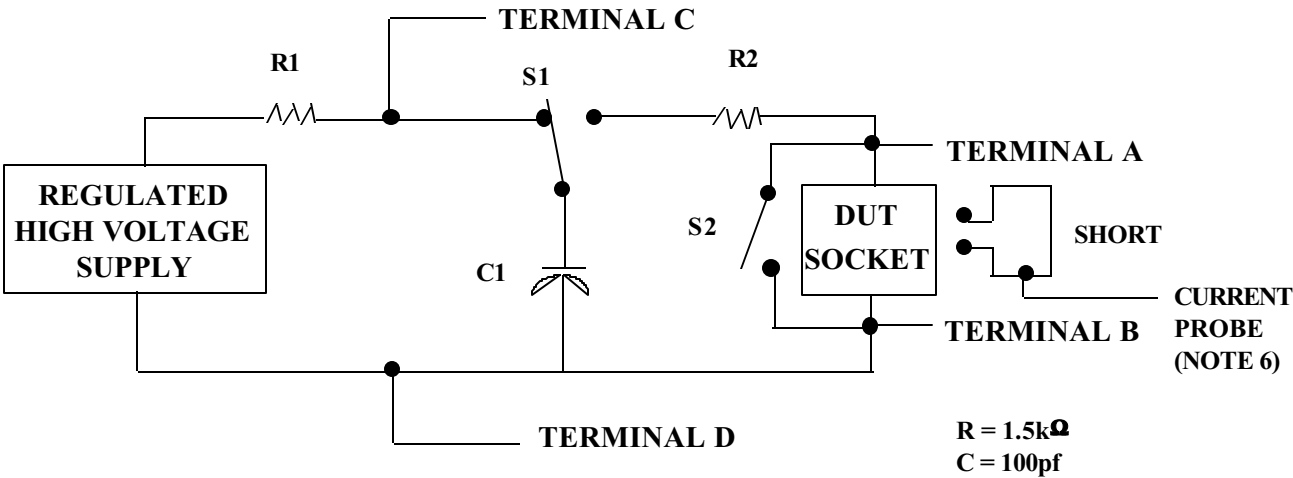 TERMINAL C
R1
S1
R2
TERMINAL A
REGULATED
HIGH VOLTAGE
SUPPLY
S2
DUT
SOCKET
SHORT
C1
CURRENT
PROBE
(NOTE 6)
TERMINAL B
TERMINAL D
R = 1.5kΩ
C = 100pf